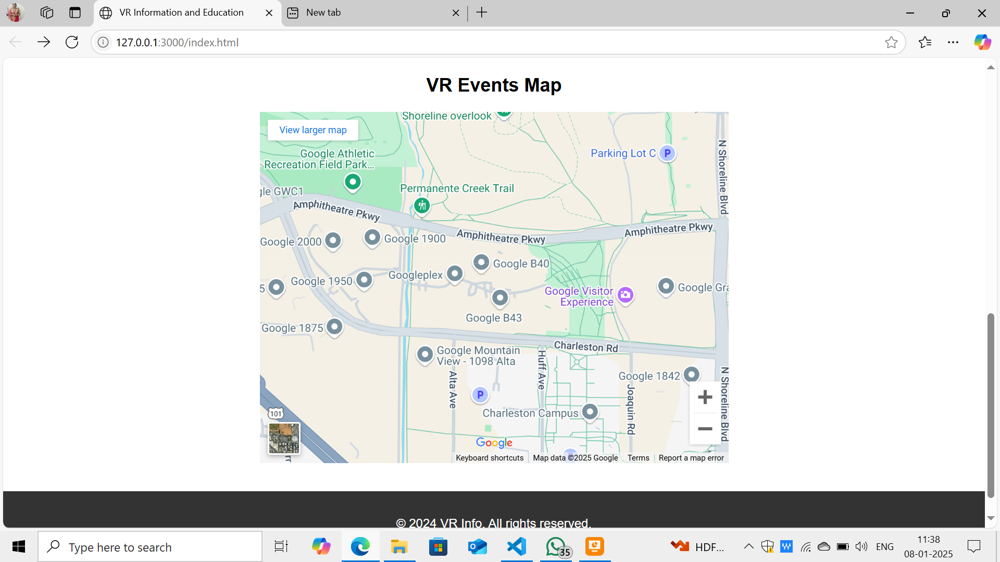 VR Information and Education
New tab
127.0.0.1:3000/index.html
VR Events Map
Shoreline overlook
View larger map
Google Athletic
Recreation Field Park...
Parking Lot C
N Shoreline Blvd
gle GWC1
Permanente Creek Trail
Amphitheatre Pkwy
Amphitheatre Pkwy
Amphitheatre Pkwy
Google 2000
Google 1900
Google B40
Googleplex
Google 1950
5
Google Visitor
Experience
Google Gra
Google B43
Google 1875
Charleston Rd
Google Mountain
View - 1098 Alta
Huff Ave
Alta Ave
Google 1842
N Shoreline Blvd
Joaquin Rd
P
P
Charleston Campus
101
Google
Keyboard shortcuts
Map data ©2025 Google
Terms
Report a map error
© 2024 VR Info. All rights reserved.
Type here to search
35
HDF...
W
ENG
11:38
08-01-2025